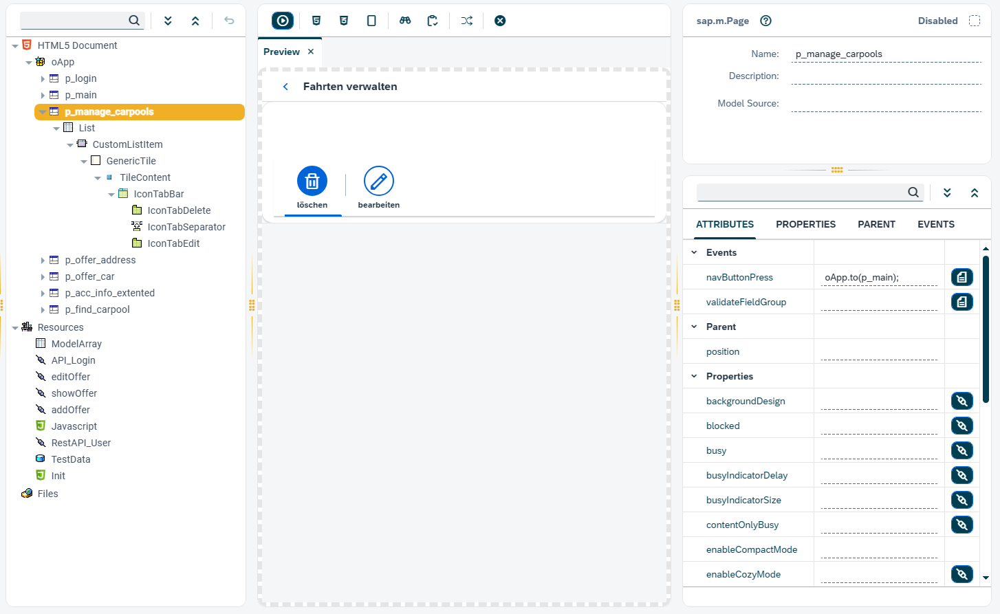 HTML5 Document
oApp
p_login
p_main
p_manage_carpools
List
CustomListItem
GenericTile
TileContent
IconTabBar
IconTabDelete
IconTabSeparator
IconTabEdit
p_offer_address
p_offer_car
p_acc_info_extented
p_find_carpool
Resources
ModelArray
API_Login
editOffer
showOffer
addOffer
Javascript
RestAPI_User
TestData
Init
Files
Preview
Fahrten verwalten
löschen
bearbeiten
sap.m.Page
Disabled
Name: p_manage_carpools
Description:
Model Source:
ATTRIBUTES PROPERTIES PARENT EVENTS
Events
navButtonPress oApp.to(p_main);
validateFieldGroup
Parent
position
Properties
backgroundDesign
blocked
busy
busyIndicatorDelay
busyIndicatorSize
contentOnlyBusy
enableCompactMode
enableCozyMode